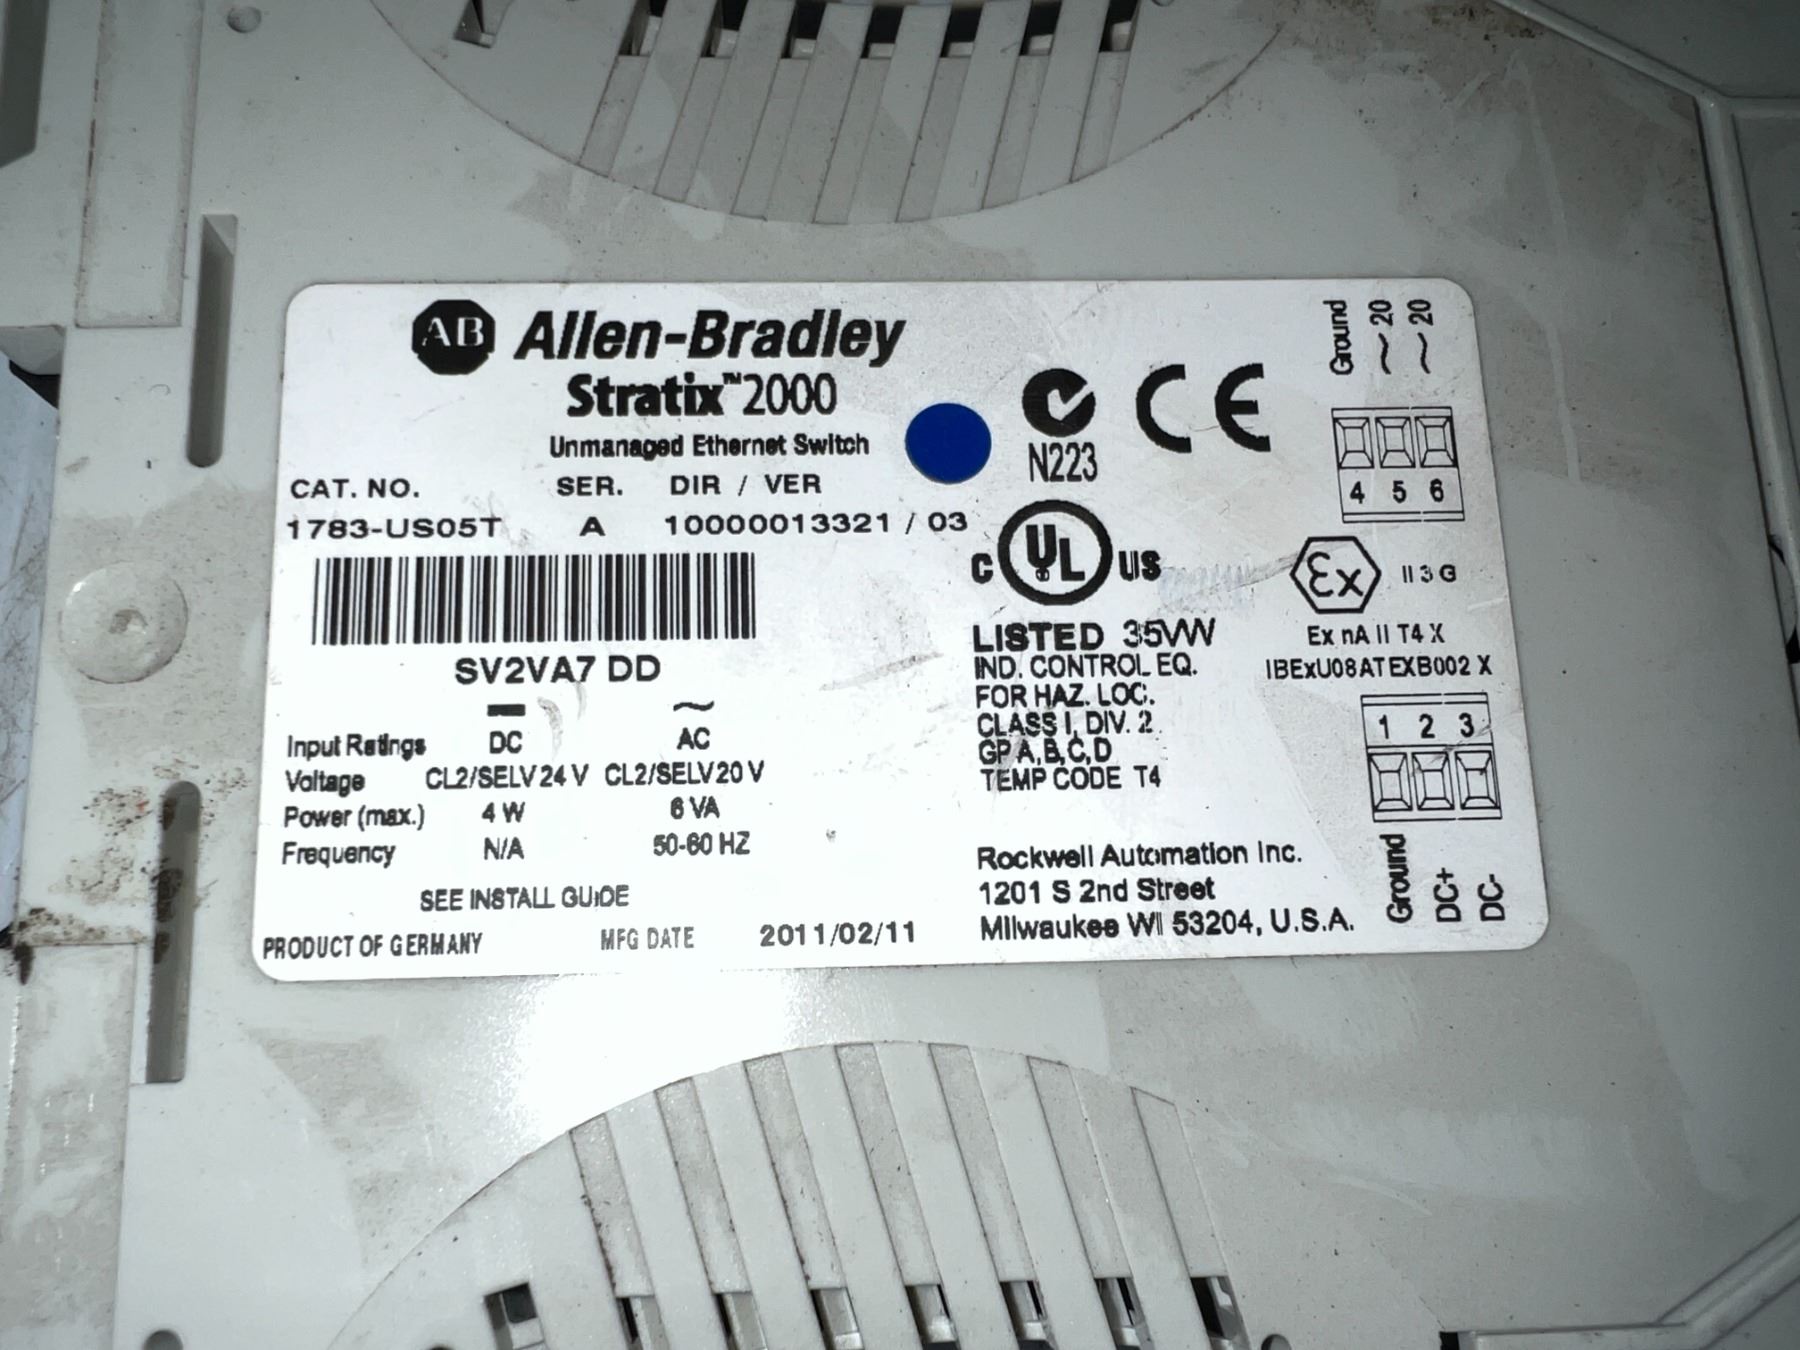 AB Allen-Bradley
Stratix™2000
Unmanaged Ethernet Switch
CAT. NO. SER. DIR / VER
1783-US05T A 10000013321 / 03
SV2VA7 DD
Input Ratings DC AC
Voltage CL2/SELV 24 V CL2/SELV 20 V
Power (max.) 4 W 6 VA
Frequency N/A 50-60 HZ
SEE INSTALL GUIDE
PRODUCT OF GERMANY MFG DATE 2011/02/11
N223
CE
C UL US
LISTED 35VW
IND. CONTROL EQ.
FOR HAZ. LOC.
CLASS I, DIV. 2
GP A,B,C,D
TEMP CODE T4
Rockwell Automation Inc.
1201 S 2nd Street
Milwaukee WI 53204, U.S.A.
Ground
~ 20
~ 20
4 5 6
Ex II 3 G
Ex nA II T4 X
IBExU08ATEXB002 X
1 2 3
Ground
DC+
DC-